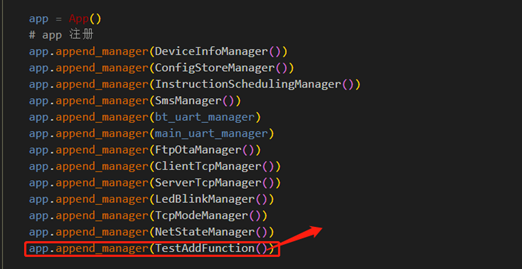 app = App()
# app 注册
app.append_manager(DeviceInfoManager())
app.append_manager(ConfigStoreManager())
app.append_manager(InstructionSchedulingManager())
app.append_manager(SmsManager())
app.append_manager(bt_uart_manager)
app.append_manager(main_uart_manager)
app.append_manager(FtpOtaManager())
app.append_manager(ClientTcpManager())
app.append_manager(ServerTcpManager())
app.append_manager(LedBlinkManager())
app.append_manager(TcpModeManager())
app.append_manager(NetStateManager())
app.append_manager(TestAddFunction())